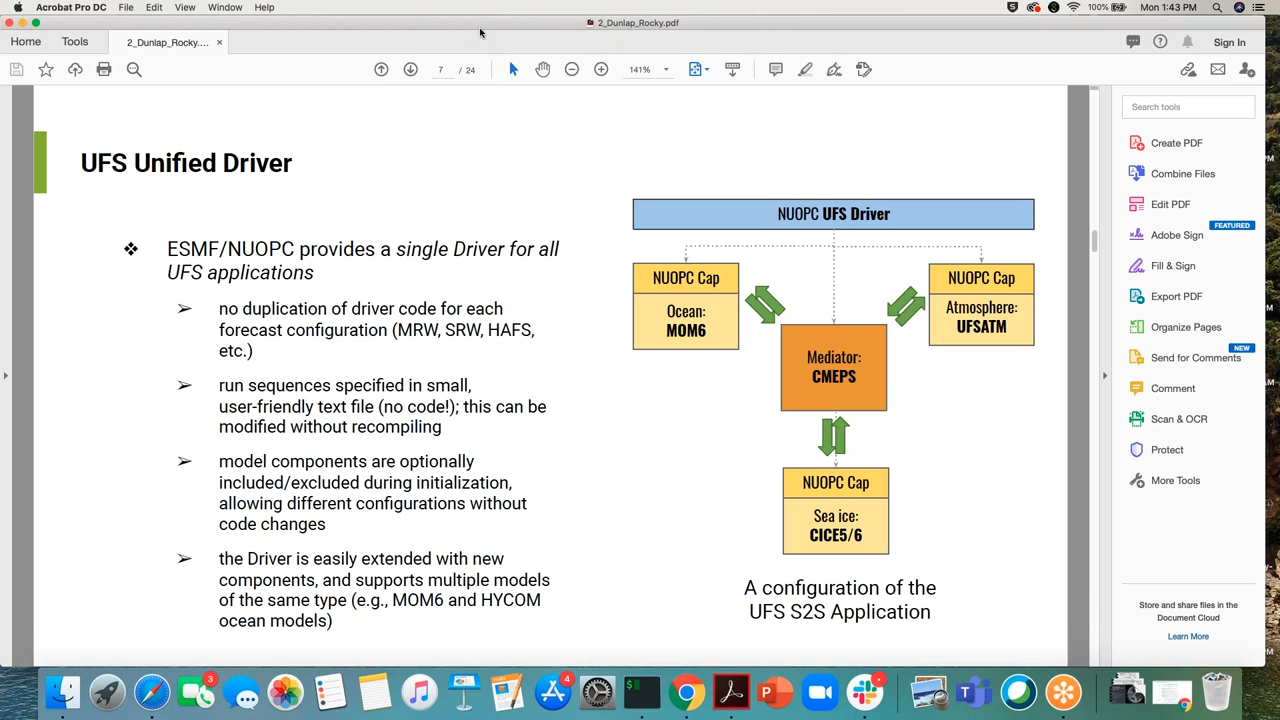 Acrobat Pro DC File Edit View Window Help 100% Mon 1:43 PM
2_Dunlap_Rocky.pdf
Home Tools 2_Dunlap_Rocky.... × Sign In
7 / 24 141%
UFS Unified Driver
❖ ESMF/NUOPC provides a single Driver for all
UFS applications
➢ no duplication of driver code for each
forecast configuration (MRW, SRW, HAFS,
etc.)
➢ run sequences specified in small,
user-friendly text file (no code!); this can be
modified without recompiling
➢ model components are optionally
included/excluded during initialization,
allowing different configurations without
code changes
➢ the Driver is easily extended with new
components, and supports multiple models
of the same type (e.g., MOM6 and HYCOM
ocean models)
NUOPC UFS Driver
NUOPC Cap
Ocean:
MOM6
NUOPC Cap
Atmosphere:
UFSATM
Mediator:
CMEPS
NUOPC Cap
Sea ice:
CICE5/6
A configuration of the
UFS S2S Application
Search tools
Create PDF
Combine Files
Edit PDF
FEATURED
Adobe Sign
Fill & Sign
Export PDF
Organize Pages
NEW
Send for Comments
Comment
Scan & OCR
Protect
More Tools
Store and share files in the
Document Cloud
Learn More
3
4